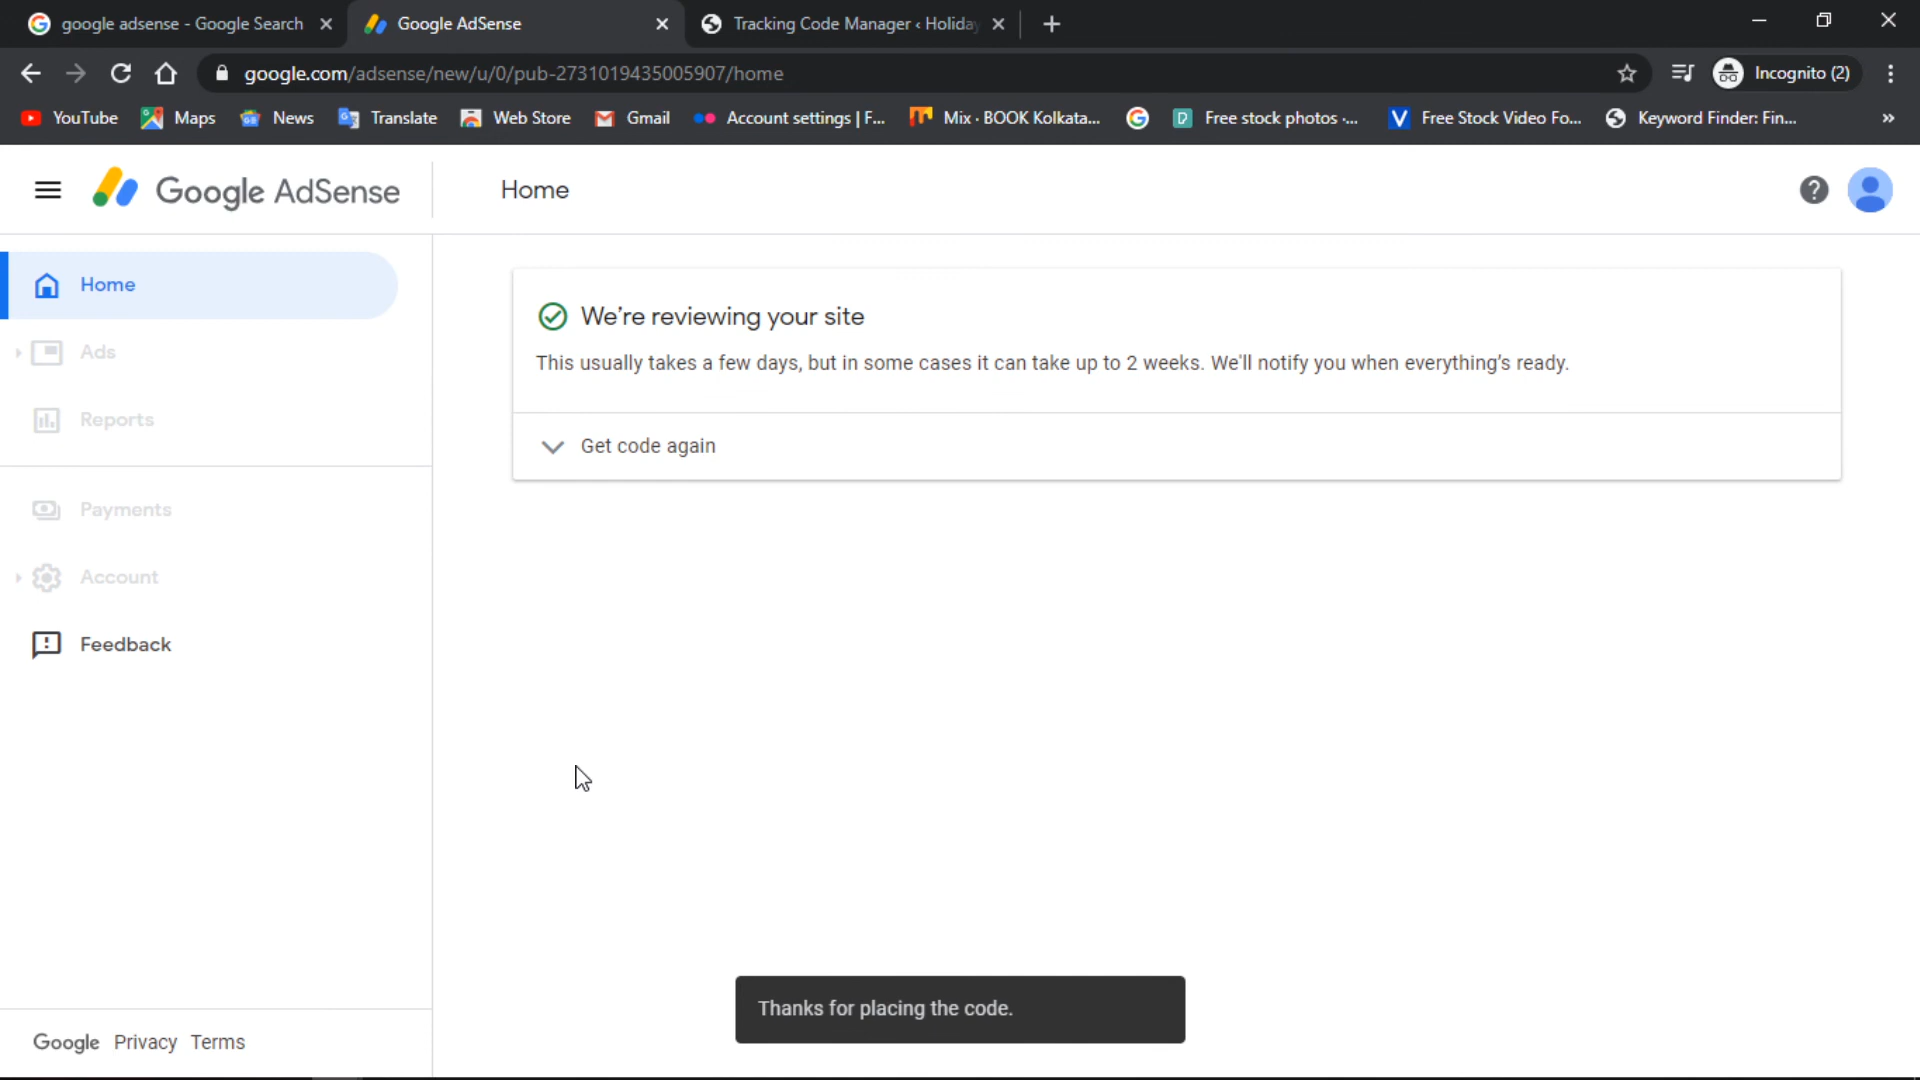 google adsense - Google Search
Google AdSense
Tracking Code Manager ‹ Holiday
google.com/adsense/new/u/0/pub-2731019435005907/home
Incognito (2)
YouTube
Maps
News
Translate
Web Store
Gmail
Account settings | F...
Mix · BOOK Kolkata...
Free stock photos ·...
Free Stock Video Fo...
Keyword Finder: Fin...
Google AdSense
Home
Home
Ads
Reports
Payments
Account
Feedback
We're reviewing your site
This usually takes a few days, but in some cases it can take up to 2 weeks. We'll notify you when everything's ready.
Get code again
Thanks for placing the code.
Google Privacy Terms